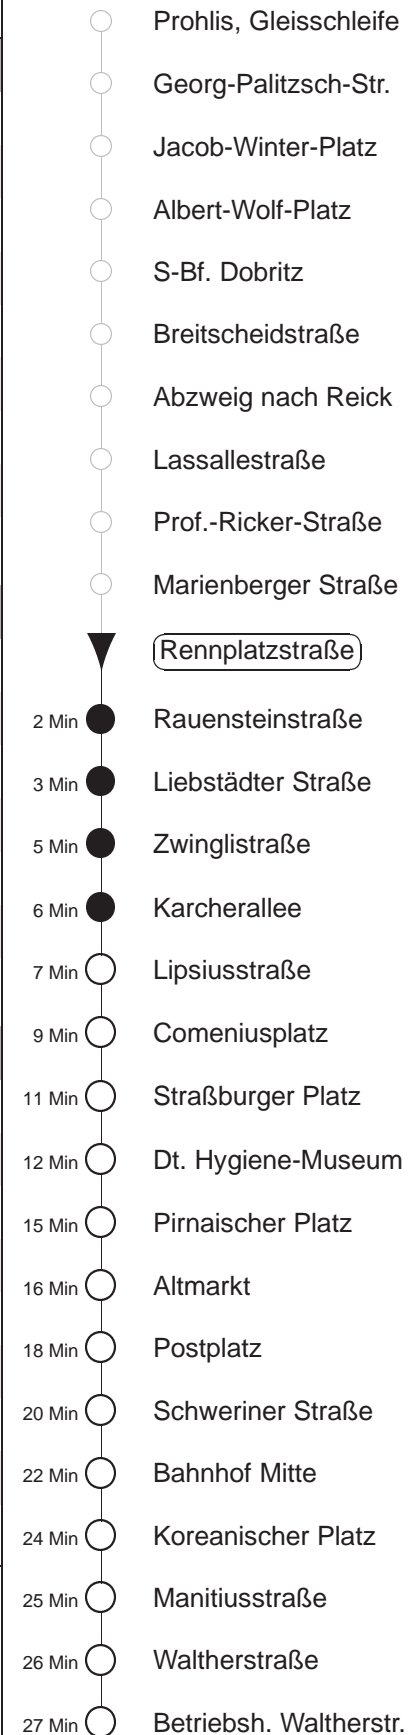 Prohlis, Gleisschleife
Georg-Palitzsch-Str.
Jacob-Winter-Platz
Albert-Wolf-Platz
S-Bf. Dobritz
Breitscheidstraße
Abzweig nach Reick
Lassallestraße
Prof.-Ricker-Straße
Marienberger Straße
Rennplatzstraße
2 Min Rauensteinstraße
3 Min Liebstädter Straße
5 Min Zwinglistraße
6 Min Karcherallee
7 Min Lipsiusstraße
9 Min Comeniusplatz
11 Min Straßburger Platz
12 Min Dt. Hygiene-Museum
15 Min Pirnaischer Platz
16 Min Altmarkt
18 Min Postplatz
20 Min Schweriner Straße
22 Min Bahnhof Mitte
24 Min Koreanischer Platz
25 Min Manitiusstraße
26 Min Waltherstraße
27 Min Betriebsh. Waltherstr.